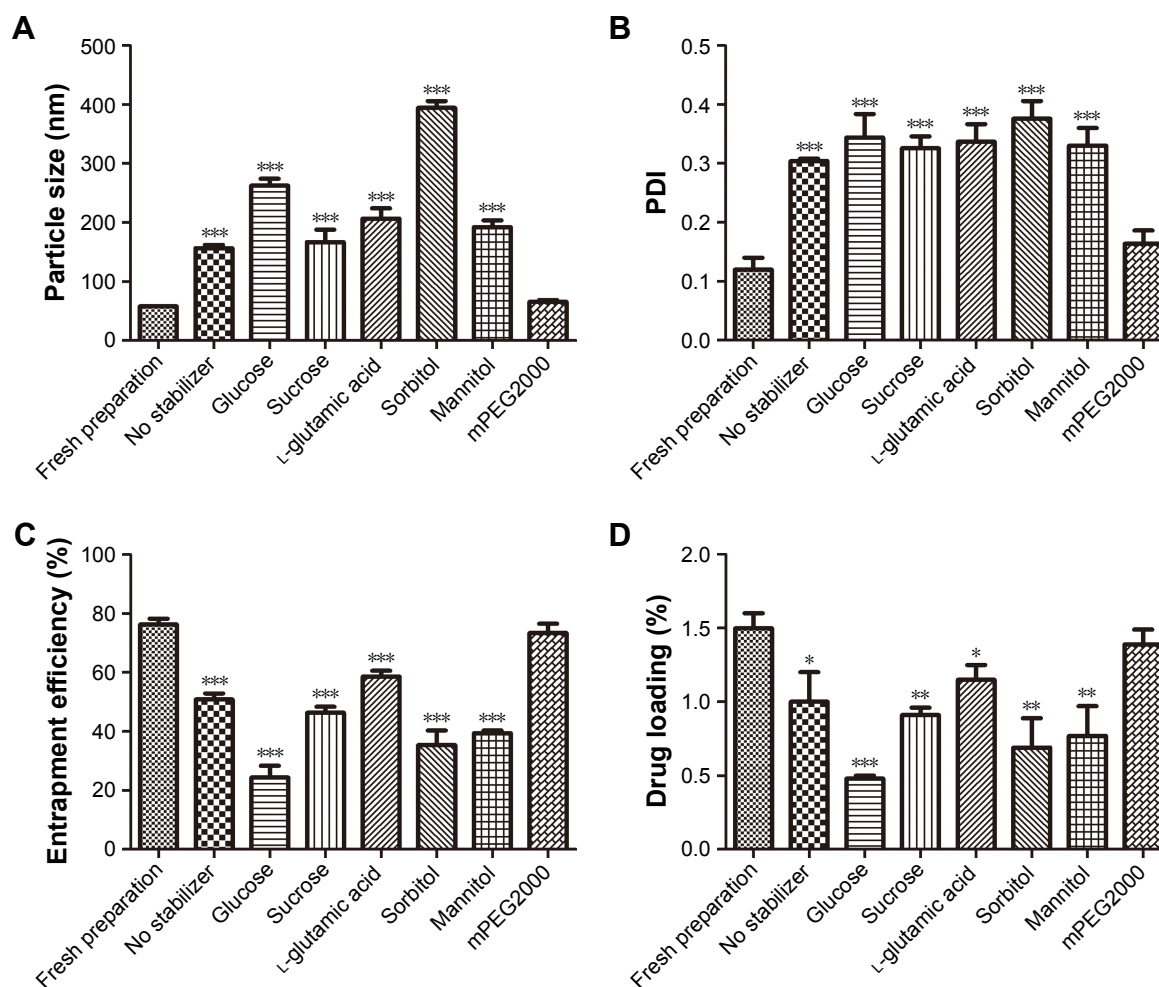 A
Particle size (nm)
500
400
300
200
100
0
***
***
***
***
***
***
Fresh preparation
No stabilizer
Glucose
Sucrose
L-glutamic acid
Sorbitol
Mannitol
mPEG2000
B
PDI
0.5
0.4
0.3
0.2
0.1
0.0
***
***
***
***
***
***
Fresh preparation
No stabilizer
Glucose
Sucrose
L-glutamic acid
Sorbitol
Mannitol
mPEG2000
C
Entrapment efficiency (%)
100
80
60
40
20
0
***
***
***
***
***
***
Fresh preparation
No stabilizer
Glucose
Sucrose
L-glutamic acid
Sorbitol
Mannitol
mPEG2000
D
Drug loading (%)
2.0
1.5
1.0
0.5
0.0
*
***
**
*
**
**
Fresh preparation
No stabilizer
Glucose
Sucrose
L-glutamic acid
Sorbitol
Mannitol
mPEG2000